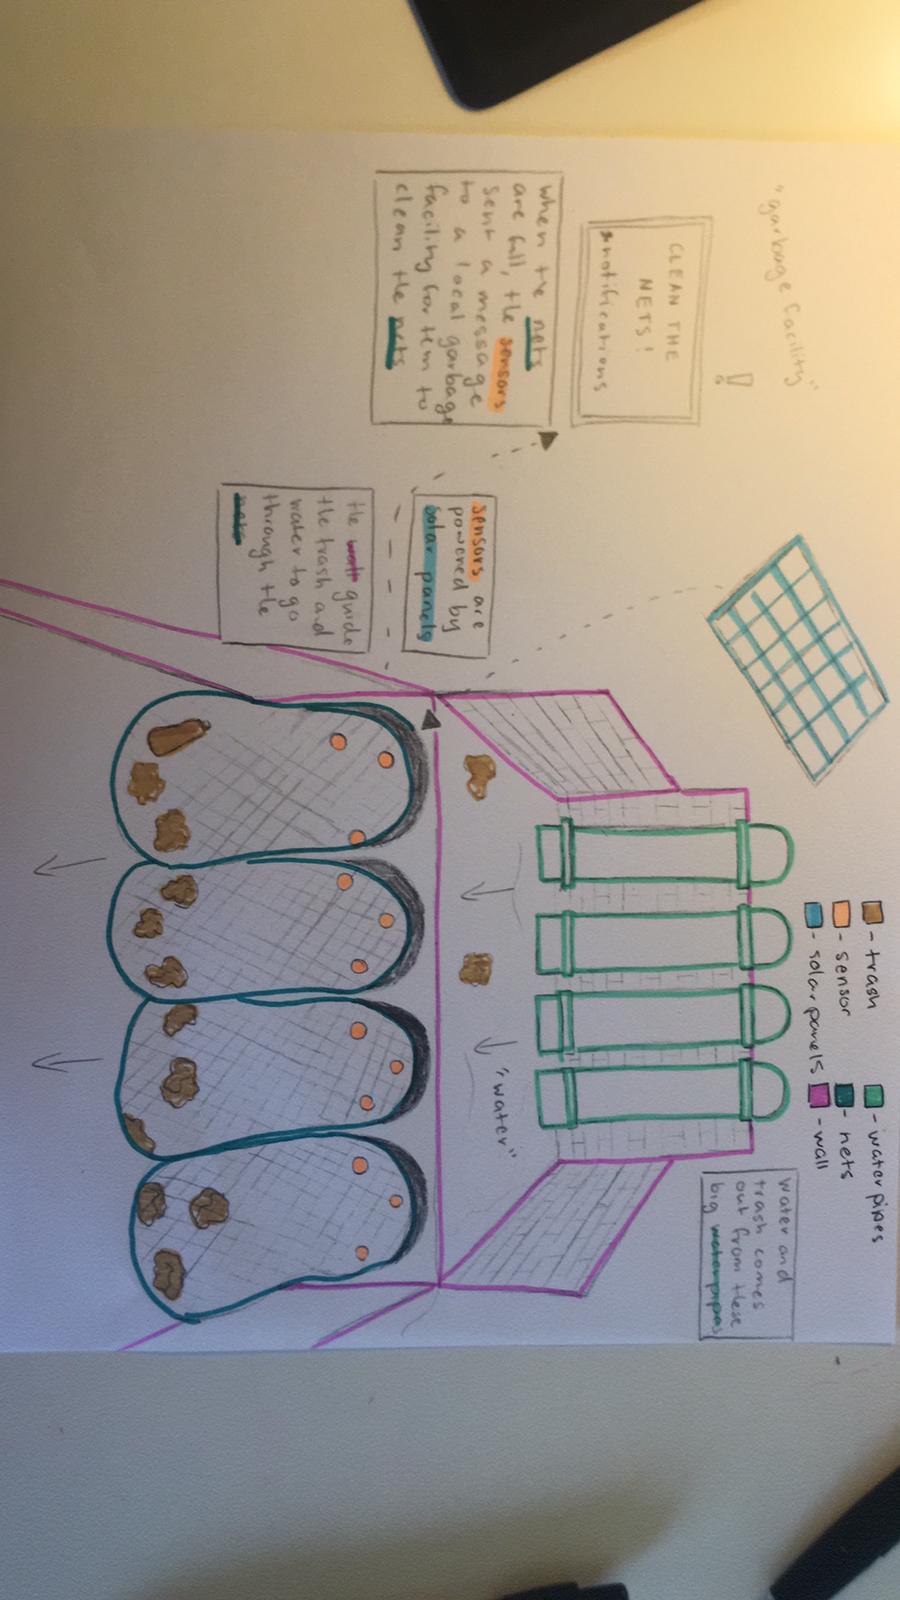 - trash
- sensor
- solar panels
- water pipes
- nets
- wall
"garbage facility"
!
CLEAN THE
NETS!
notifications
when the nets
are full, the sensors
sent a message
to a local garbage
facility for tem to
clean the nets
sensors are
powered by
solar panels
the wall guide
the trash and
water to go
through the
nets
water and
trash comes
out from these
big waterpipes
"water"